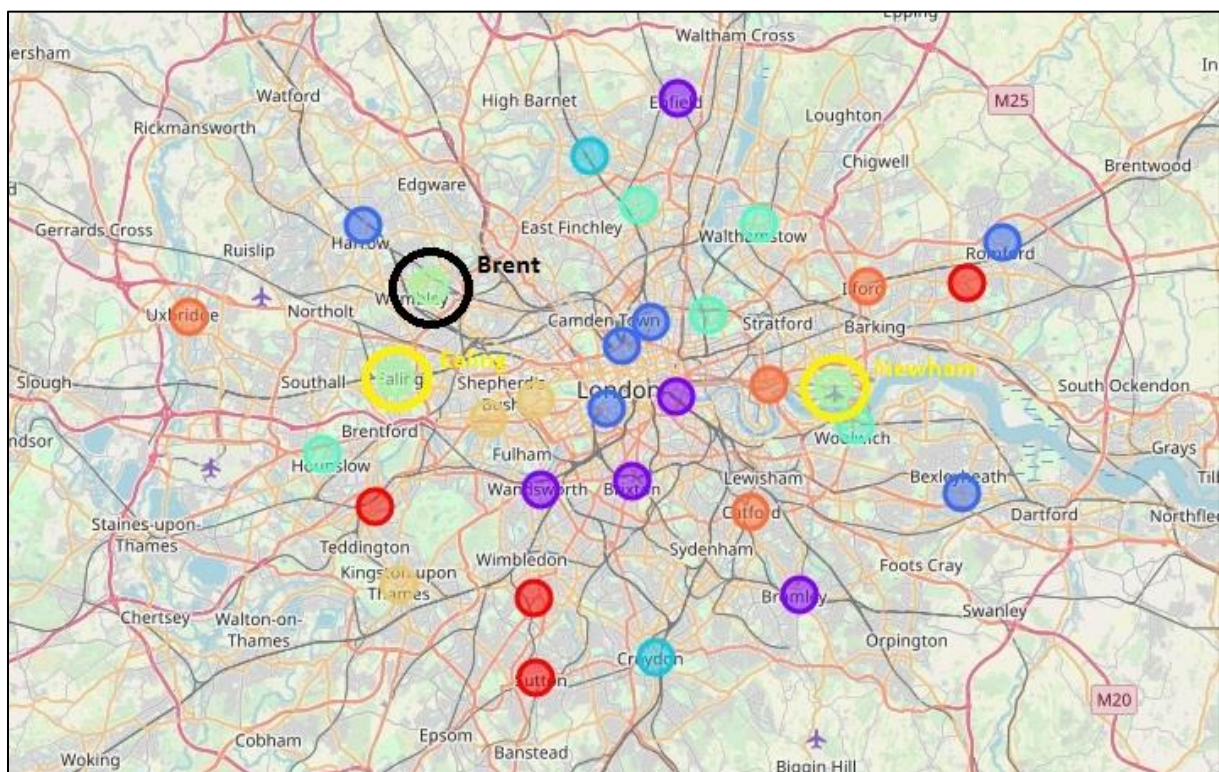 Epping
Waltham Cross
ersham
Watford
High Barnet
Enfield
M25
In
Rickmansworth
Loughton
Chigwell
Brentwood
Edgware
d
Gerrards Cross
Ruislip
Harrow
East Finchley
Walthamstow
Romford
Brent
Wembley
Uxbridge
Northolt
Camden Town
Stratford
Ilford
Barking
Slough
Southall
Ealing
Ealing
Shepherd's
Bush
London
Newham
South Ockendon
Brentford
Woolwich
ndsor
Hounslow
Fulham
Grays
Wandsworth
Brixton
Lewisham
Bexleyheath
Til
Staines-upon-
Thames
Catford
Dartford
Northflee
Teddington
Wimbledon
Sydenham
Foots Cray
Kingston upon
Thames
Bromley
Swanley
Chertsey
Walton-on-
Thames
Orpington
Croydon
Sutton
M20
Cobham
Epsom
Banstead
Woking
Biggin Hill